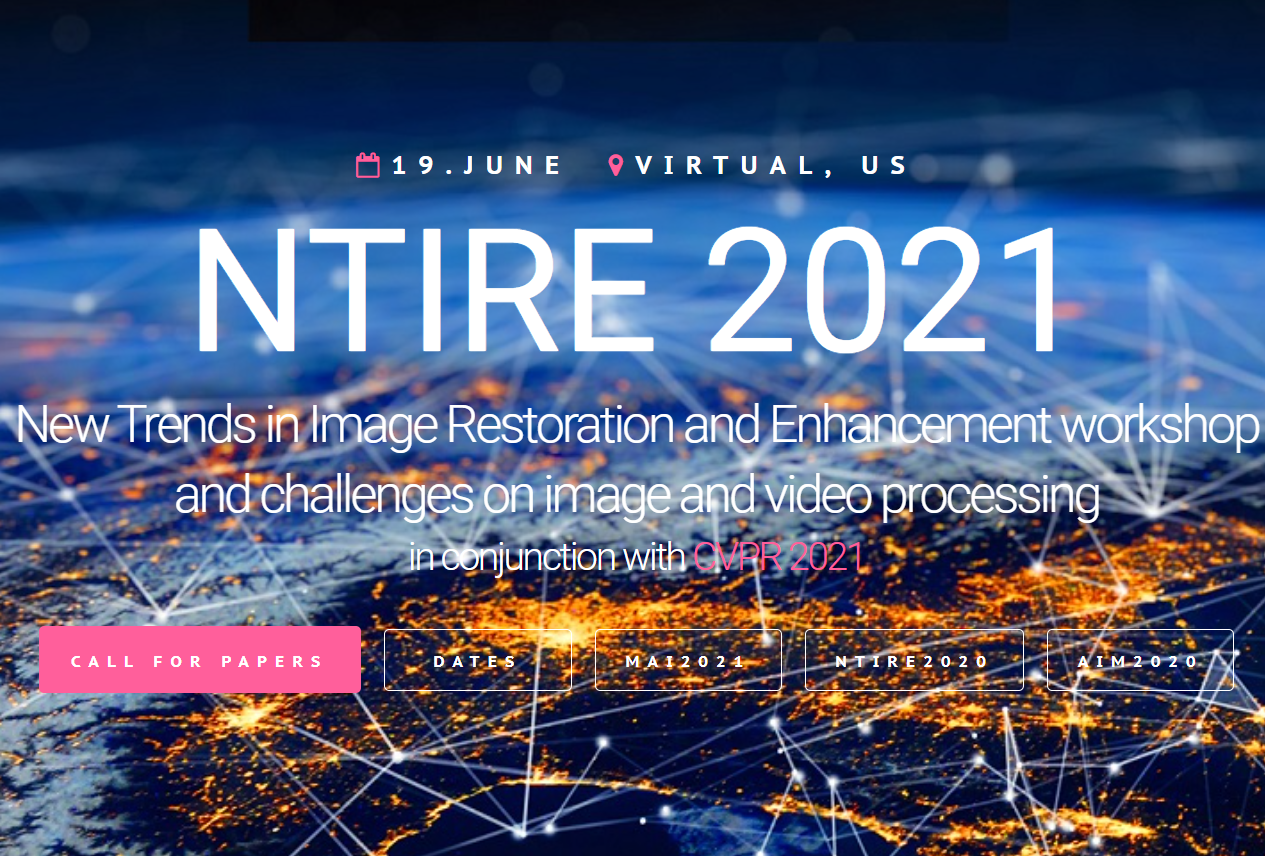 19.JUNE VIRTUAL, US
NTIRE 2021
New Trends in Image Restoration and Enhancement workshop
and challenges on image and video processing
in conjunction with CVPR 2021
CALL FOR PAPERS DATES MAI2021 NTIRE2020 AIM2020